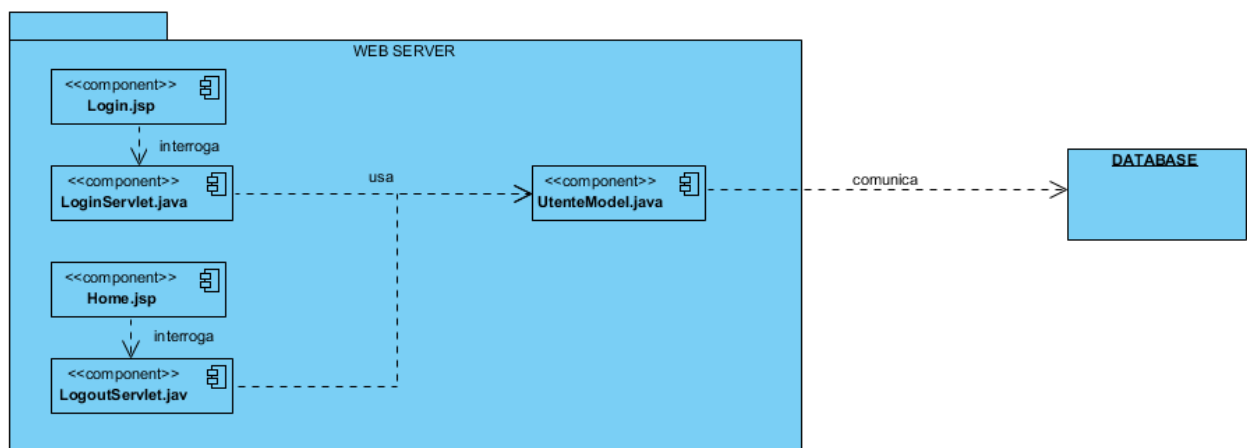 WEB SERVER
<<component>>
Login.jsp
interroga
<<component>>
LoginServlet.java
usa
<<component>>
UtenteModel.java
comunica
DATABASE
<<component>>
Home.jsp
interroga
<<component>>
LogoutServlet.jav